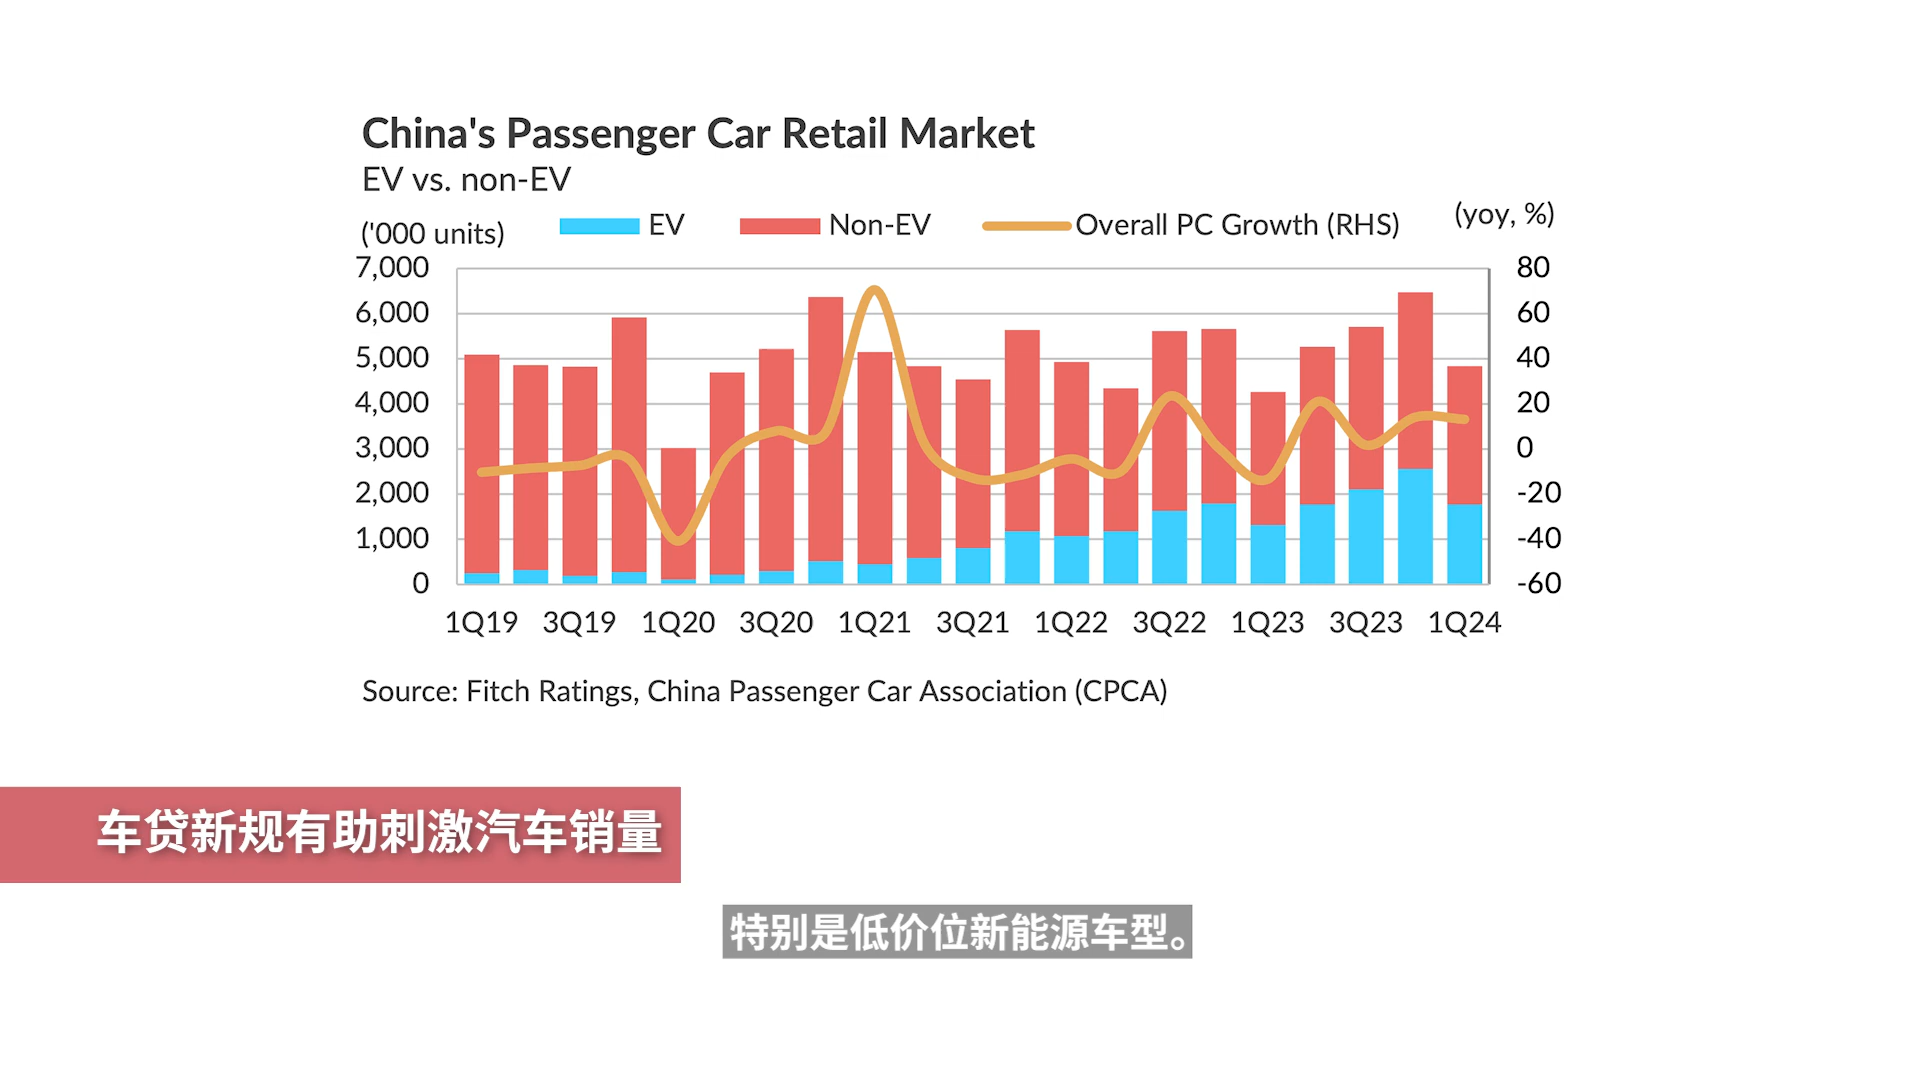 China's Passenger Car Retail Market
EV vs. non-EV
('000 units) EV Non-EV Overall PC Growth (RHS) (yoy, %)
7,000 80
6,000 60
5,000 40
4,000 20
3,000 0
2,000 -20
1,000 -40
0 -60
1Q19 3Q19 1Q20 3Q20 1Q21 3Q21 1Q22 3Q22 1Q23 3Q23 1Q24
Source: Fitch Ratings, China Passenger Car Association (CPCA)
车贷新规有助刺激汽车销量
特别是低价位新能源车型。